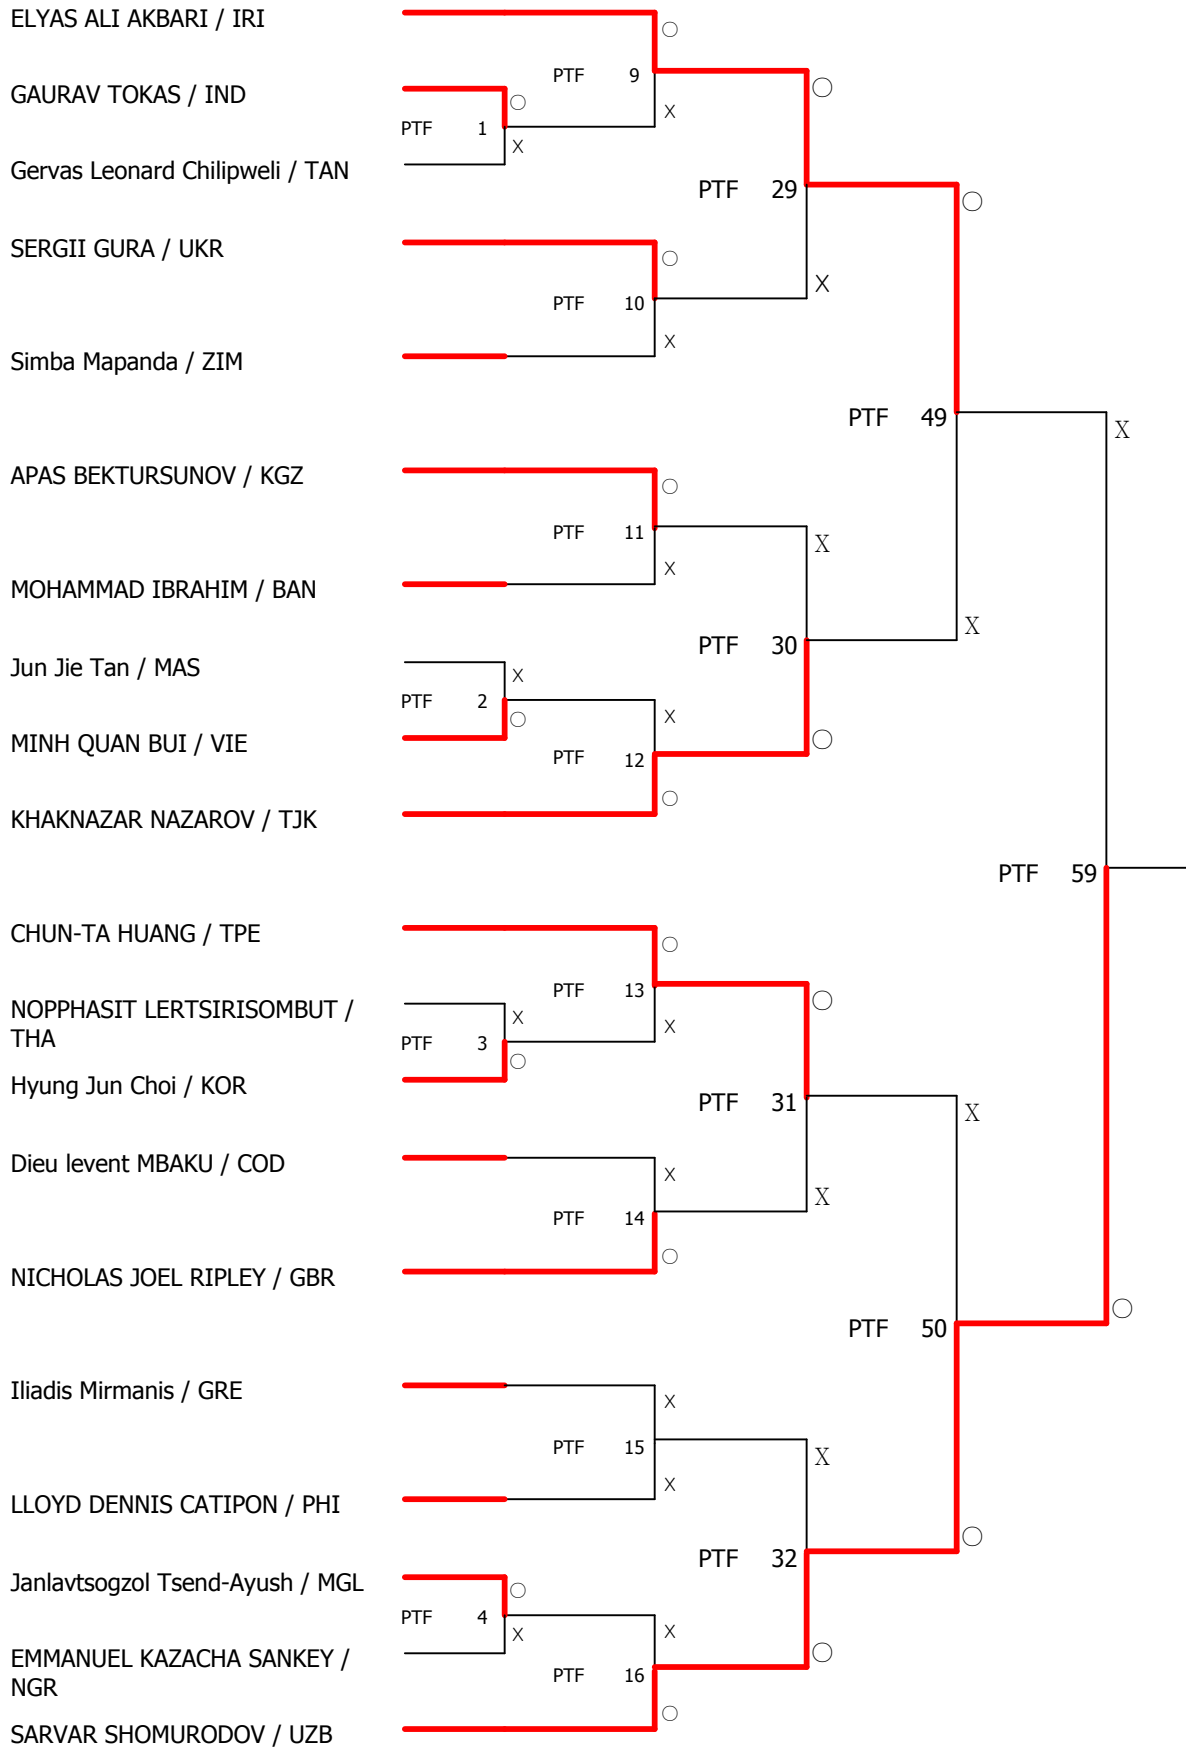 ELYAS ALI AKBARI / IRI
○
PTF 9
GAURAV TOKAS / IND
○
○
X
PTF 1
X
Gervas Leonard Chilipweli / TAN
PTF 29
○
SERGII GURA / UKR
○
X
PTF 10
X
Simba Mapanda / ZIM
PTF 49
X
APAS BEKTURSUNOV / KGZ
○
PTF 11
X
X
MOHAMMAD IBRAHIM / BAN
X
PTF 30
Jun Jie Tan / MAS
X
PTF 2
○
X
MINH QUAN BUI / VIE
○
PTF 12
○
KHAKNAZAR NAZAROV / TJK
PTF 59
CHUN-TA HUANG / TPE
○
PTF 13
○
NOPPHASIT LERTSIRISOMBUT /
THA
X
X
PTF 3
○
Hyung Jun Choi / KOR
PTF 31
X
Dieu levent MBAKU / COD
X
X
PTF 14
○
NICHOLAS JOEL RIPLEY / GBR
○
PTF 50
Iliadis Mirmanis / GRE
X
PTF 15
X
X
LLOYD DENNIS CATIPON / PHI
○
PTF 32
Janlavtsogzol Tsend-Ayush / MGL
○
PTF 4
X
X
○
EMMANUEL KAZACHA SANKEY /
NGR
PTF 16
○
SARVAR SHOMURODOV / UZB